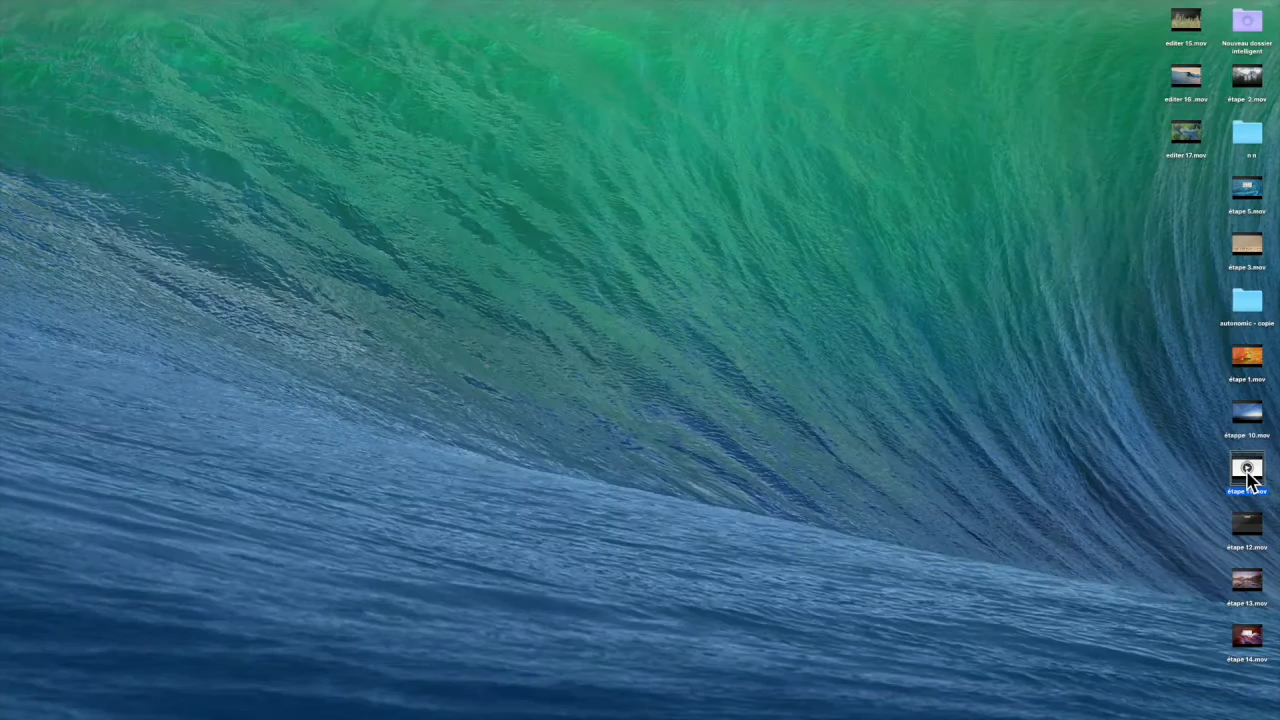 editer 15.mov
Nouveau dossier
intelligent
editer 16 .mov
étape 2.mov
editer 17.mov
n n
étape 5.mov
étape 3.mov
autonomic - copie
étape 1.mov
étappe 10.mov
étape 12.mov
étape 13.mov
étape 14.mov